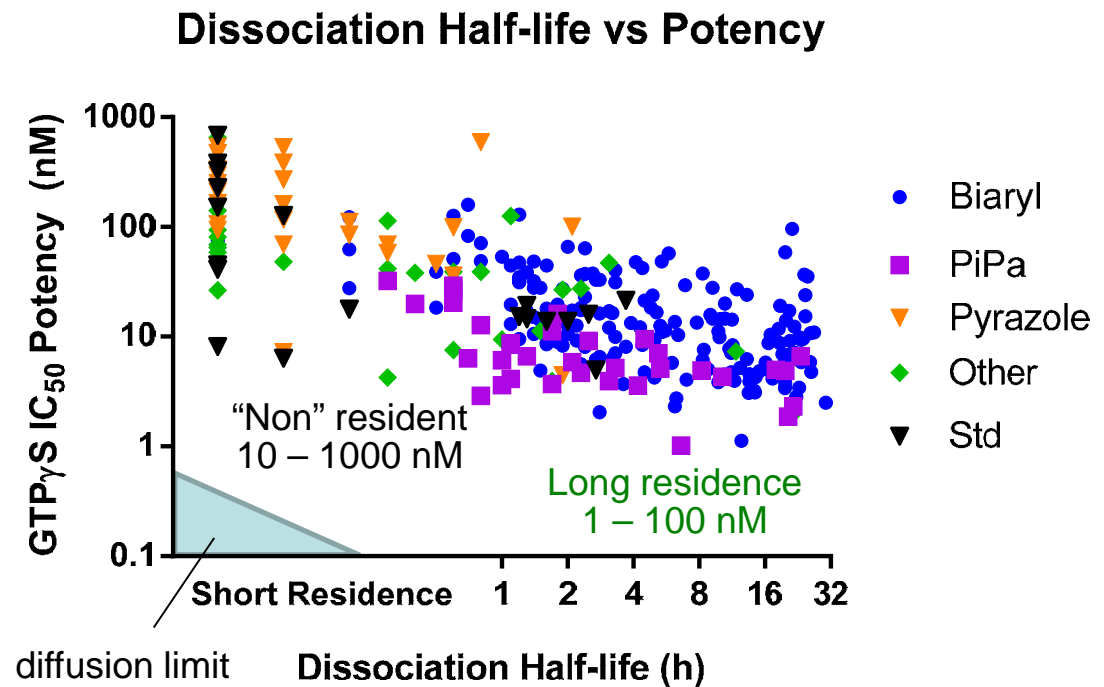 Dissociation Half-life vs Potency
GTPγS IC50 Potency (nM)
1000
100
10
1
0.1
“Non” resident
10 – 1000 nM
Long residence
1 – 100 nM
Short Residence
1
2
4
8
16
32
diffusion limit
Dissociation Half-life (h)
Biaryl
PiPa
Pyrazole
Other
Std